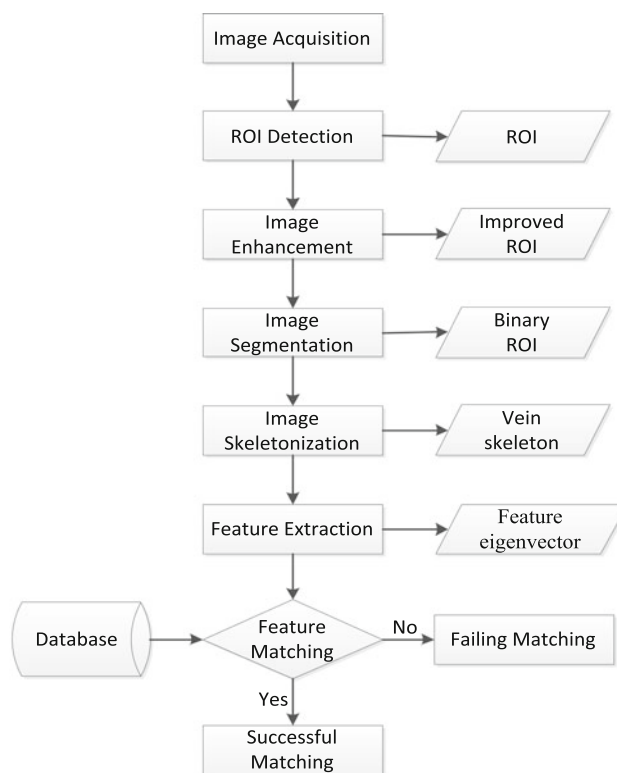 Image Acquisition
ROI Detection
ROI
Image
Enhancement
Improved
ROI
Image
Segmentation
Binary
ROI
Image
Skeletonization
Vein
skeleton
Feature Extraction
Feature
eigenvector
Database
Feature
Matching
No
Failing Matching
Yes
Successful
Matching